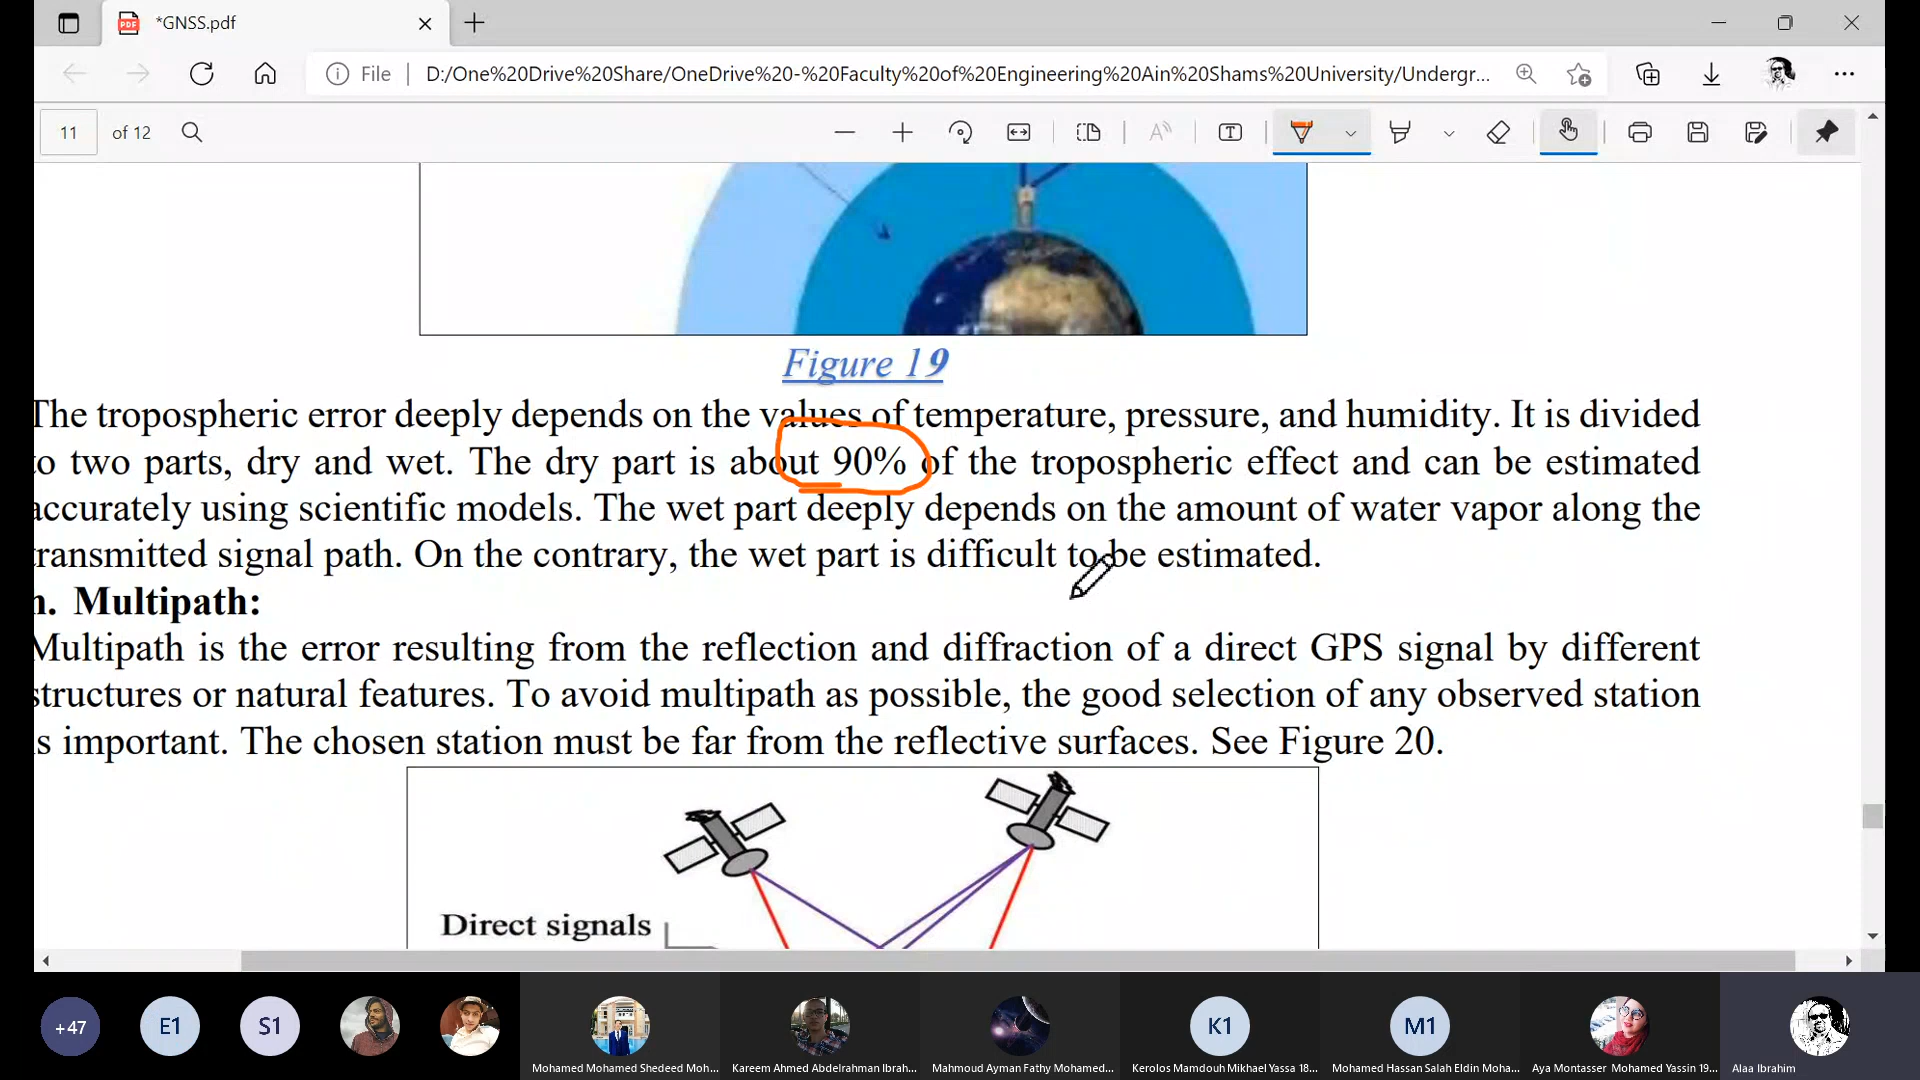 *GNSS.pdf
File
D:/One%20Drive%20Share/OneDrive%20-%20Faculty%20of%20Engineering%20Ain%20Shams%20University/Undergr...
11 of 12
Figure 19
The tropospheric error deeply depends on the values of temperature, pressure, and humidity. It is divided
to two parts, dry and wet. The dry part is about 90% of the tropospheric effect and can be estimated
accurately using scientific models. The wet part deeply depends on the amount of water vapor along the
transmitted signal path. On the contrary, the wet part is difficult to be estimated.
n. Multipath:
Multipath is the error resulting from the reflection and diffraction of a direct GPS signal by different
structures or natural features. To avoid multipath as possible, the good selection of any observed station
is important. The chosen station must be far from the reflective surfaces. See Figure 20.
Direct signals
+47
E1
S1
K1
M1
Mohamed Mohamed Shedeed Moh...
Kareem Ahmed Abdelrahman Ibrah...
Mahmoud Ayman Fathy Mohamed...
Kerolos Mamdouh Mikhael Yassa 18...
Mohamed Hassan Salah Eldin Moha...
Aya Montasser Mohamed Yassin 19...
Alaa Ibrahim